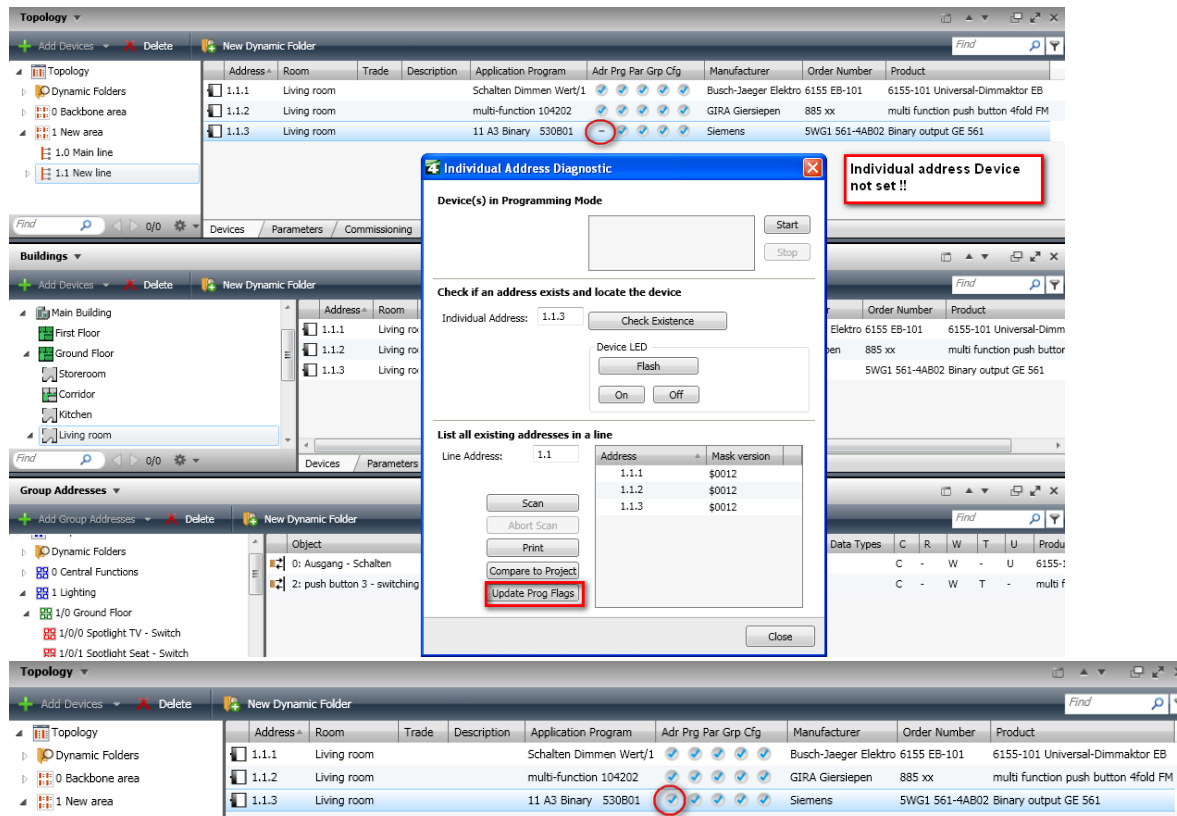 Topology
Add Devices Delete New Dynamic Folder Find
Topology
Dynamic Folders
0 Backbone area
1 New area
1.0 Main line
1.1 New line
Find 0/0
Address Room Trade Description Application Program Adr Prg Par Grp Cfg Manufacturer Order Number Product
1.1.1 Living room Schalten Dimmen Wert/1 Busch-Jaeger Elektro 6155 EB-101 6155-101 Universal-Dimmaktor EB
1.1.2 Living room multi-function 104202 GIRA Giersiepen 885 xx multi function push button 4fold FM
1.1.3 Living room 11 A3 Binary 530B01 – Siemens 5WG1 561-4AB02 Binary output GE 561
Individual address Device
not set !!
Devices Parameters Commissioning
Buildings
Add Devices Delete New Dynamic Folder Find
Main Building
First Floor
Ground Floor
Storeroom
Corridor
Kitchen
Living room
Find 0/0
Address Room Order Number Product
1.1.1 Living Elektro 6155 EB-101 6155-101 Universal-Dimm
1.1.2 Living 885 xx multi function push button
1.1.3 Living 5WG1 561-4AB02 Binary output GE 561
Devices Parameters
Group Addresses
Add Group Addresses Delete New Dynamic Folder Find
Dynamic Folders
0 Central Functions
1 Lighting
1/0 Ground Floor
1/0/0 Spotlight TV - Switch
1/0/1 Spotlight Seat - Switch
Object Data Types C R W T U Produ
0: Ausgang - Schalten C - W - U 6155-1
2: push button 3 - switching C - W T - multi f
4 Individual Address Diagnostic
Device(s) in Programming Mode
Start
Stop
Check if an address exists and locate the device
Individual Address: 1.1.3 Check Existence
Device LED
Flash
On Off
List all existing addresses in a line
Line Address: 1.1
Address Mask version
1.1.1 $0012
1.1.2 $0012
1.1.3 $0012
Scan
Abort Scan
Print
Compare to Project
Update Prog Flags
Close
Topology
Add Devices Delete New Dynamic Folder Find
Topology
Dynamic Folders
0 Backbone area
1 New area
Address Room Trade Description Application Program Adr Prg Par Grp Cfg Manufacturer Order Number Product
1.1.1 Living room Schalten Dimmen Wert/1 Busch-Jaeger Elektro 6155 EB-101 6155-101 Universal-Dimmaktor EB
1.1.2 Living room multi-function 104202 GIRA Giersiepen 885 xx multi function push button 4fold FM
1.1.3 Living room 11 A3 Binary 530B01 Siemens 5WG1 561-4AB02 Binary output GE 561